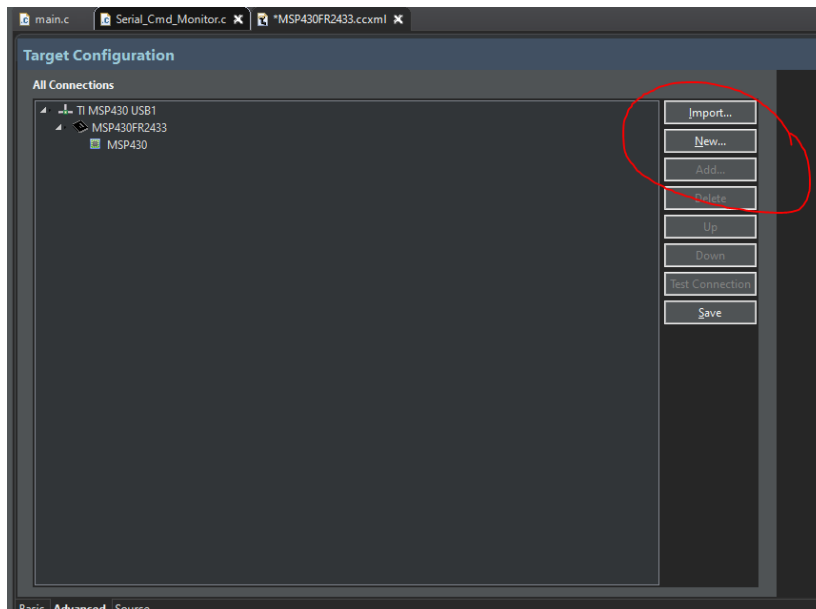 main.c Serial_Cmd_Monitor.c *MSP430FR2433.ccxml
Target Configuration
All Connections
TI MSP430 USB1
MSP430FR2433
MSP430
Import...
New...
Add...
Delete
Up
Down
Test Connection
Save
Basic Advanced Source